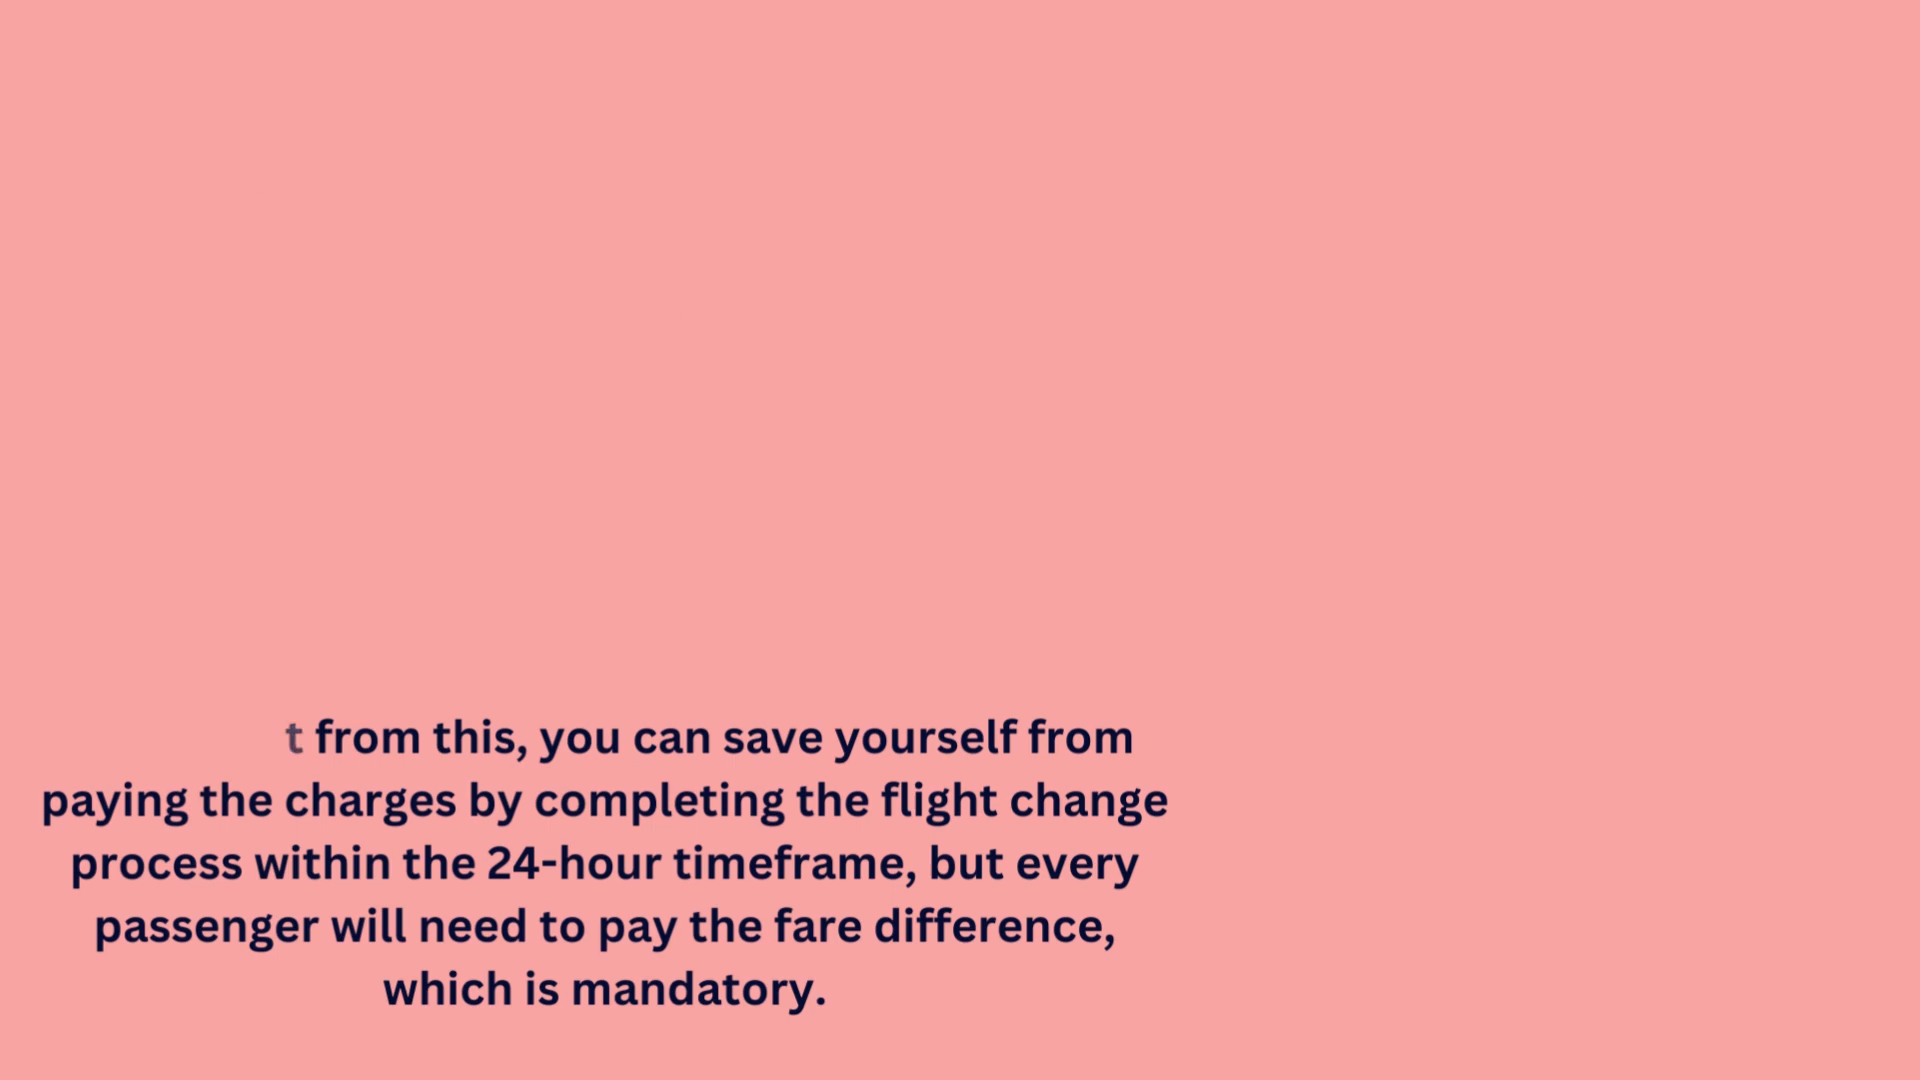 t from this, you can save yourself from
paying the charges by completing the flight change
process within the 24-hour timeframe, but every
passenger will need to pay the fare difference,
which is mandatory.